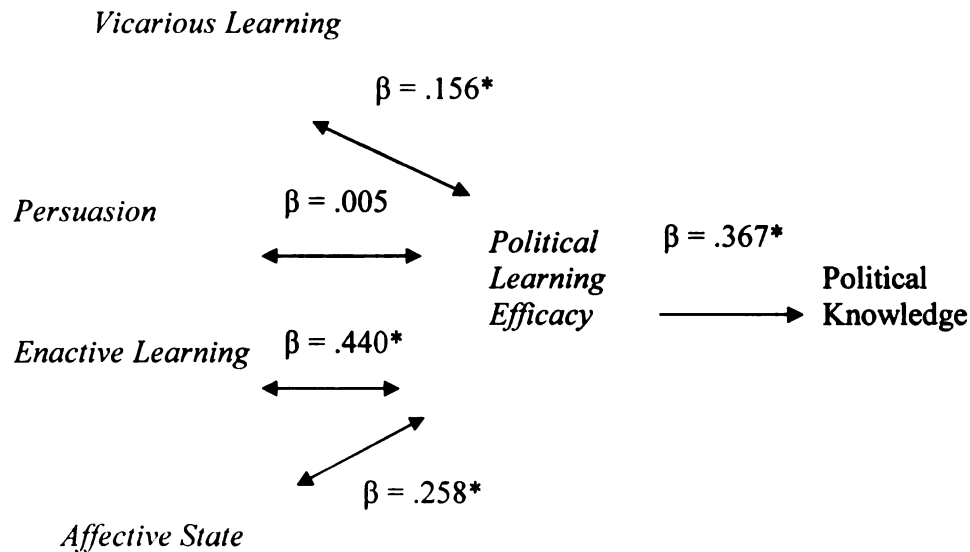 Vicarious Learning
β = .156*
Persuasion
β = .005
Political
Learning
Efficacy
β = .367*
Political
Knowledge
Enactive Learning
β = .440*
β = .258*
Affective State